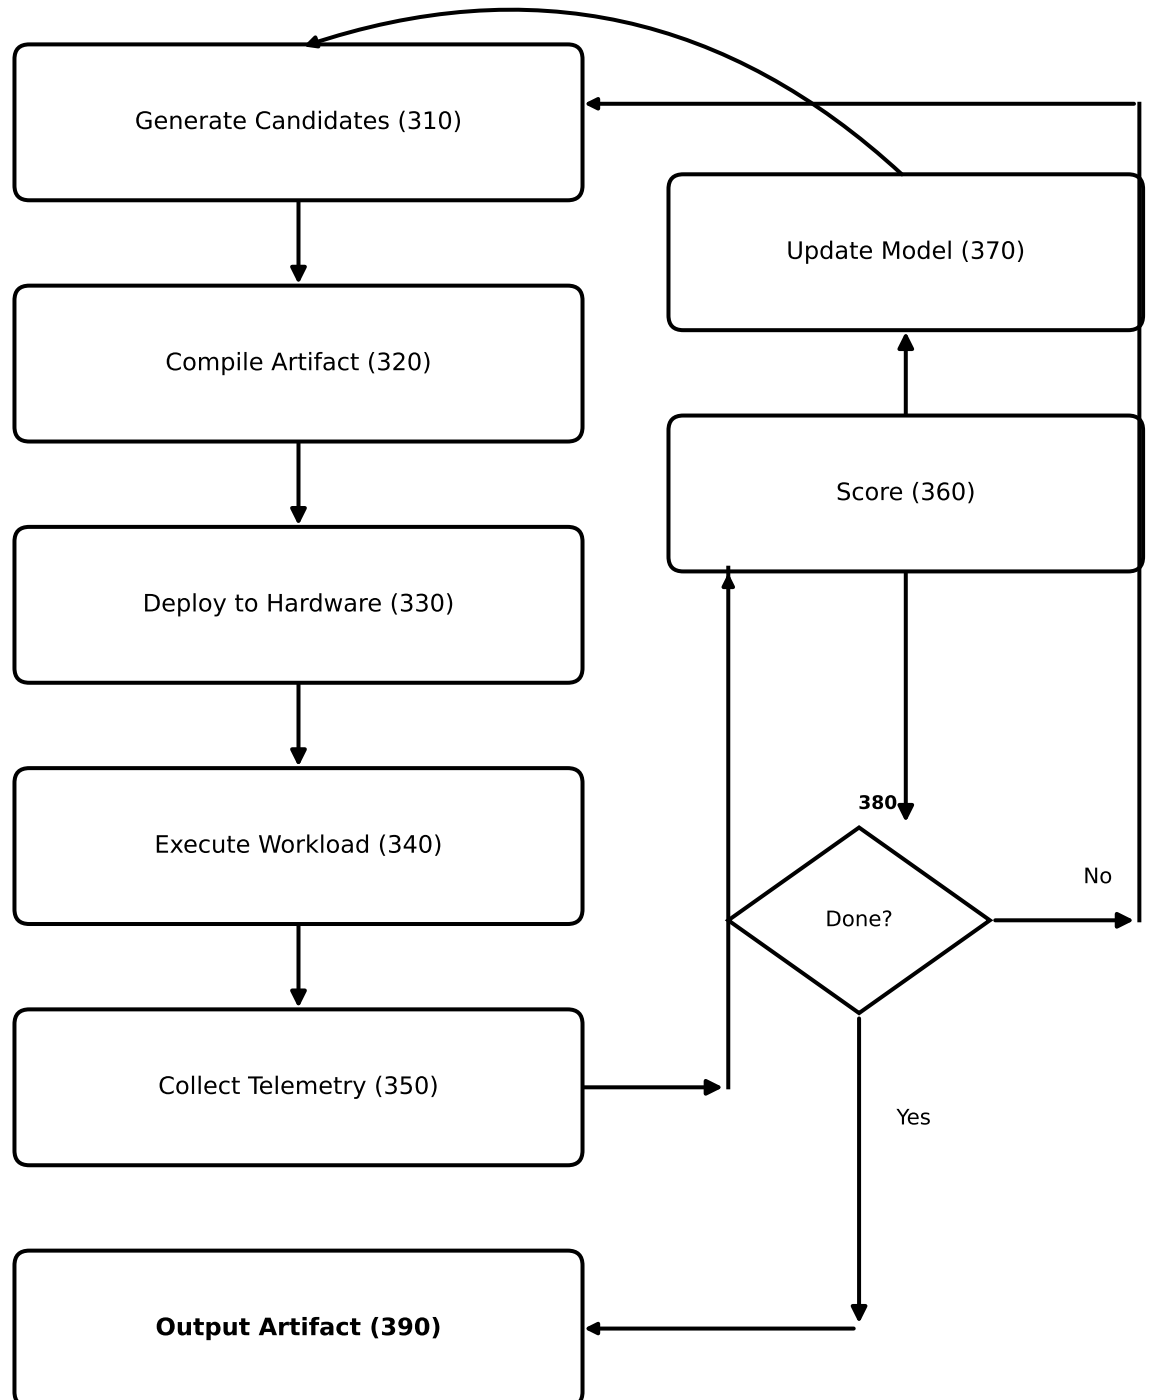 Generate Candidates (310)
Update Model (370)
Compile Artifact (320)
Score (360)
Deploy to Hardware (330)
380
Execute Workload (340)
No
Done?
Collect Telemetry (350)
Yes
Output Artifact (390)